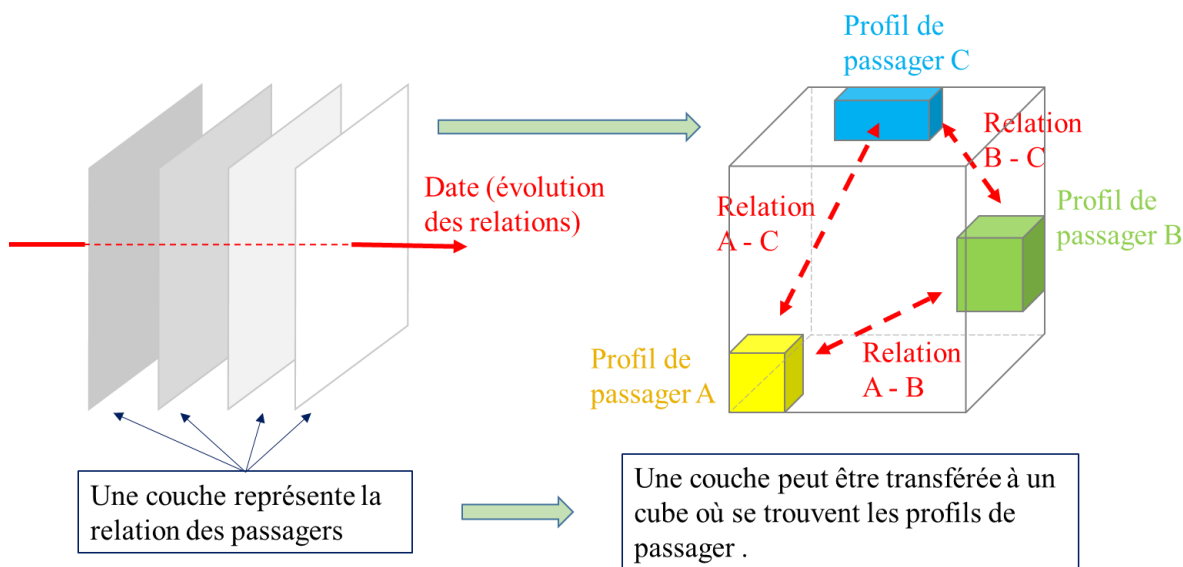 Profil de
passager C
Date (évolution
des relations)
Relation
B - C
Relation
A - C
Profil de
passager B
Profil de
passager A
Relation
A - B
Une couche représente la
relation des passagers
Une couche peut être transférée à un
cube où se trouvent les profils de
passager .